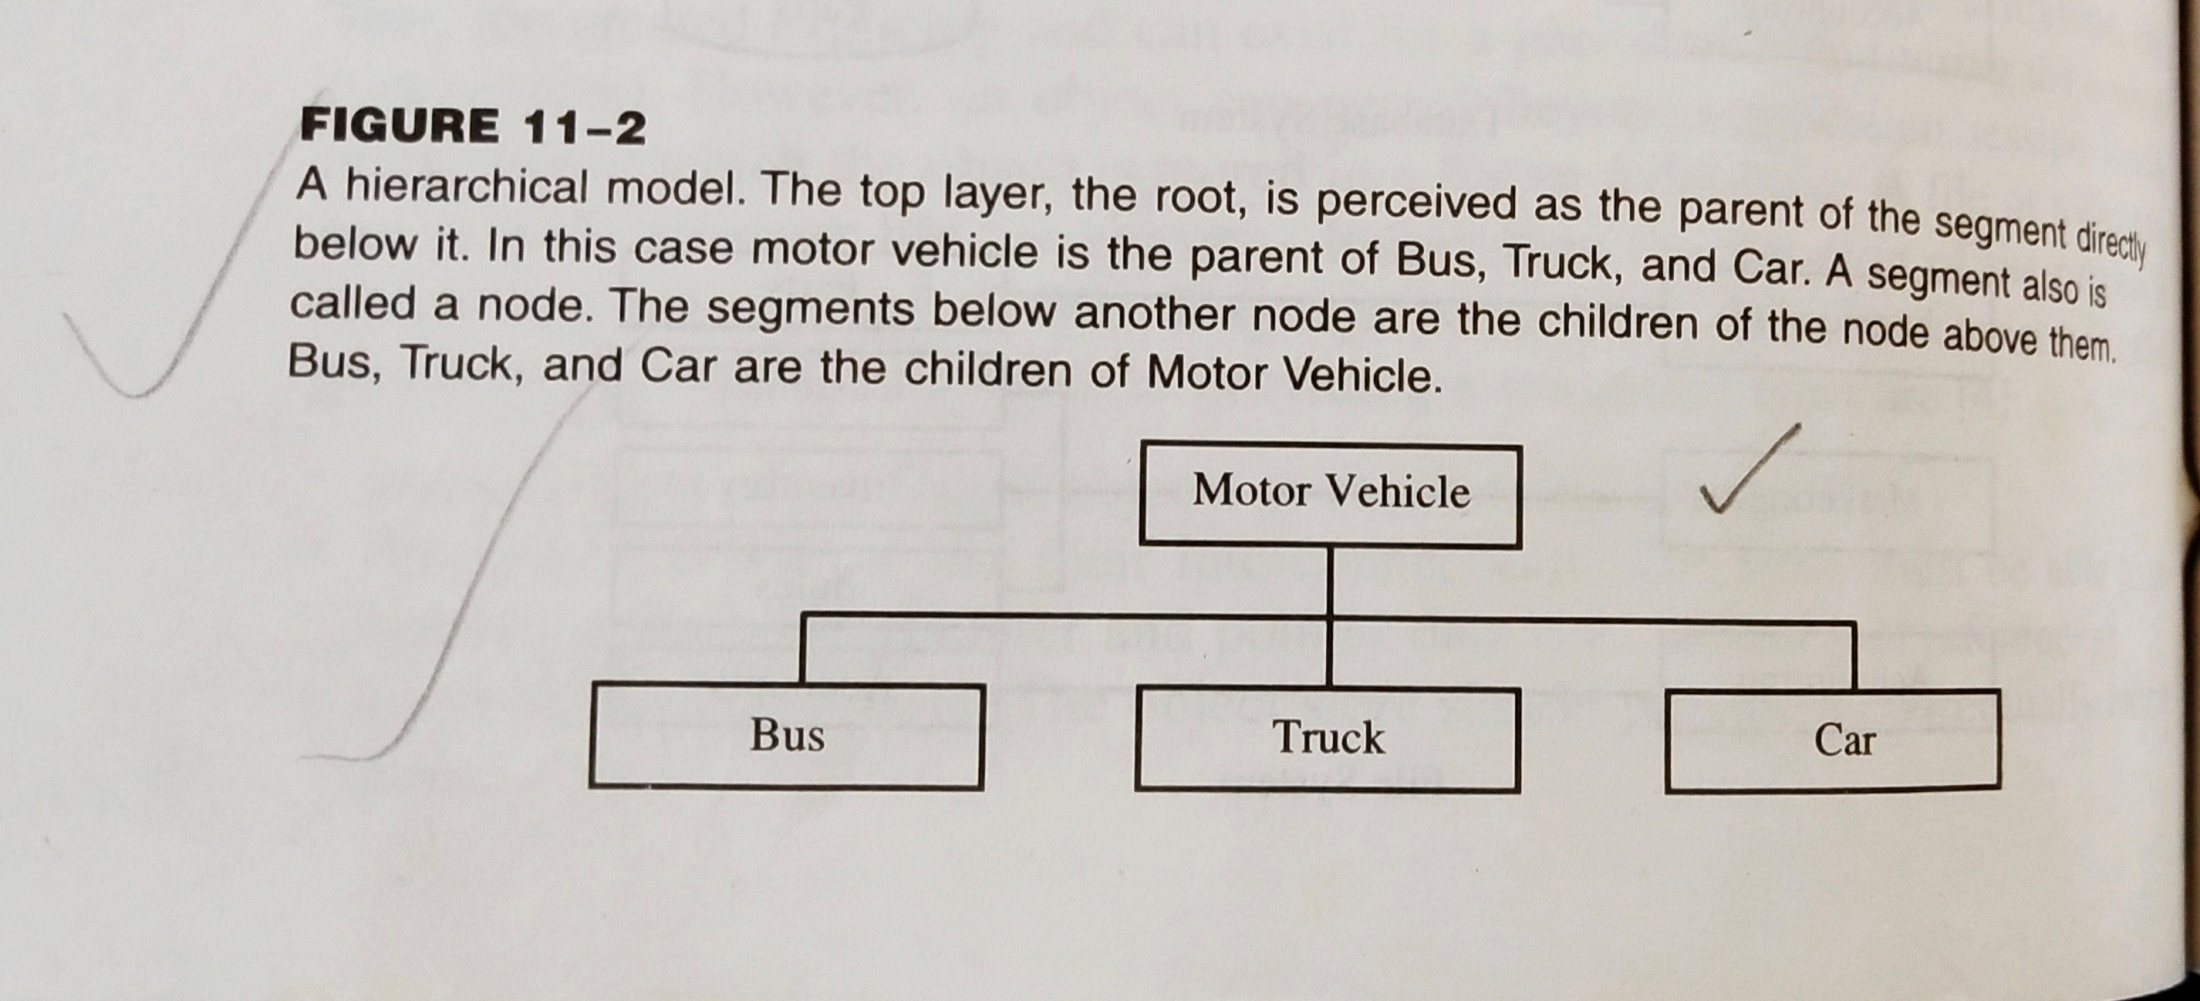 FIGURE 11–2
A hierarchical model. The top layer, the root, is perceived as the parent of the segment directly
below it. In this case motor vehicle is the parent of Bus, Truck, and Car. A segment also is
called a node. The segments below another node are the children of the node above them.
Bus, Truck, and Car are the children of Motor Vehicle.
Motor Vehicle
Bus
Truck
Car